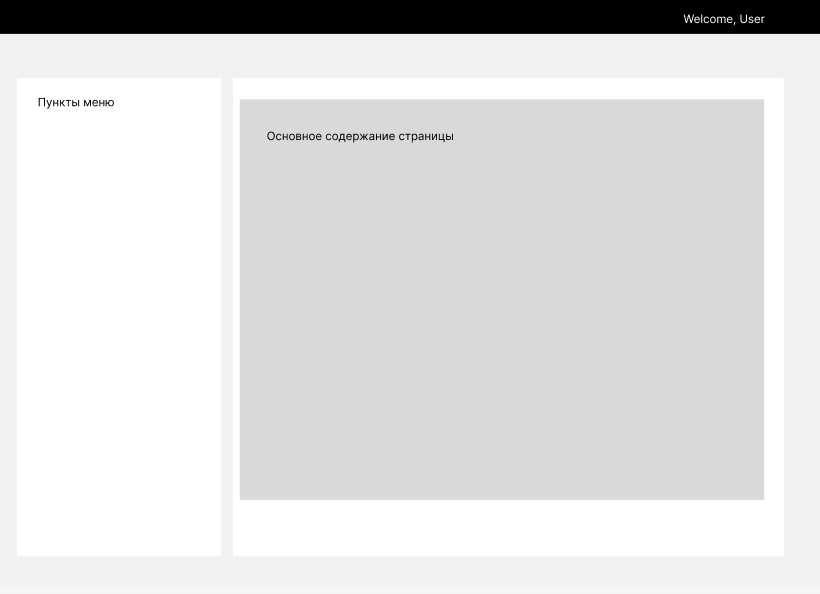 Welcome, User
Пункты меню
Основное содержание страницы